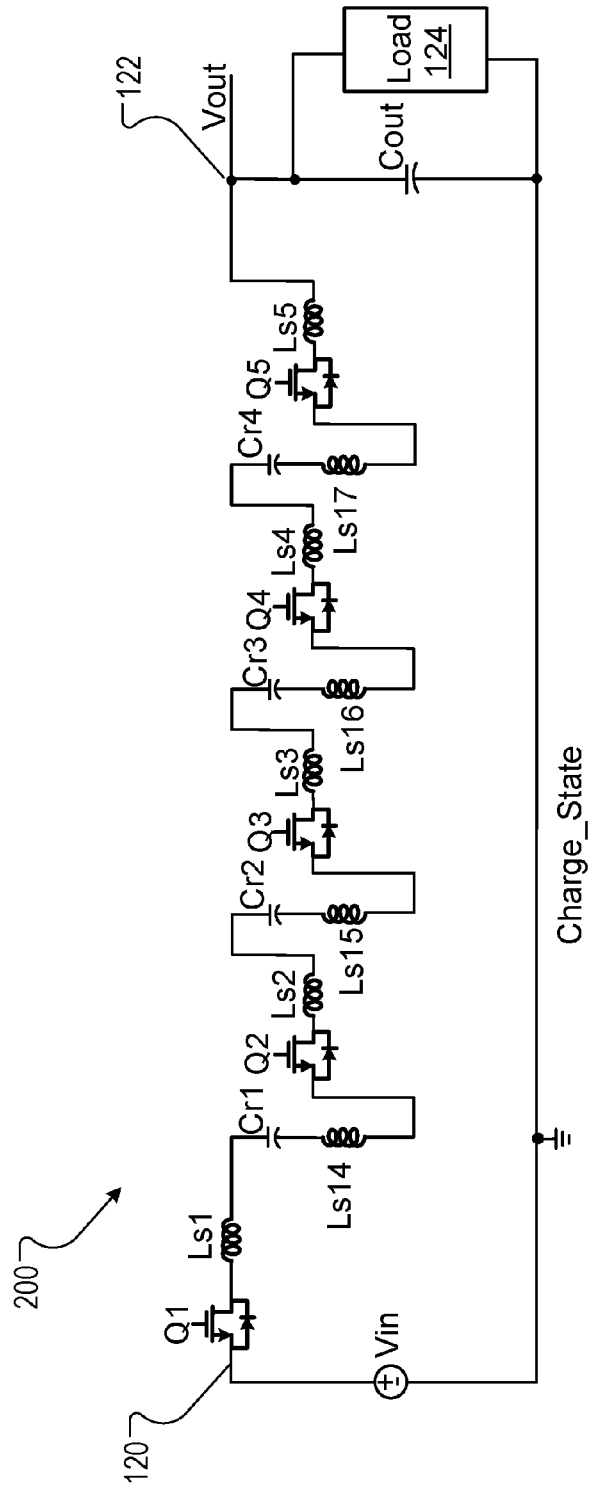 200
120
122
Q1
Ls1
Cr1
Ls14
Q2
Ls2
Cr2
Ls15
Q3
Ls3
Cr3
Ls16
Q4
Ls4
Cr4
Ls17
Q5
Ls5
Vout
Cout
Load
124
Vin
Charge_State